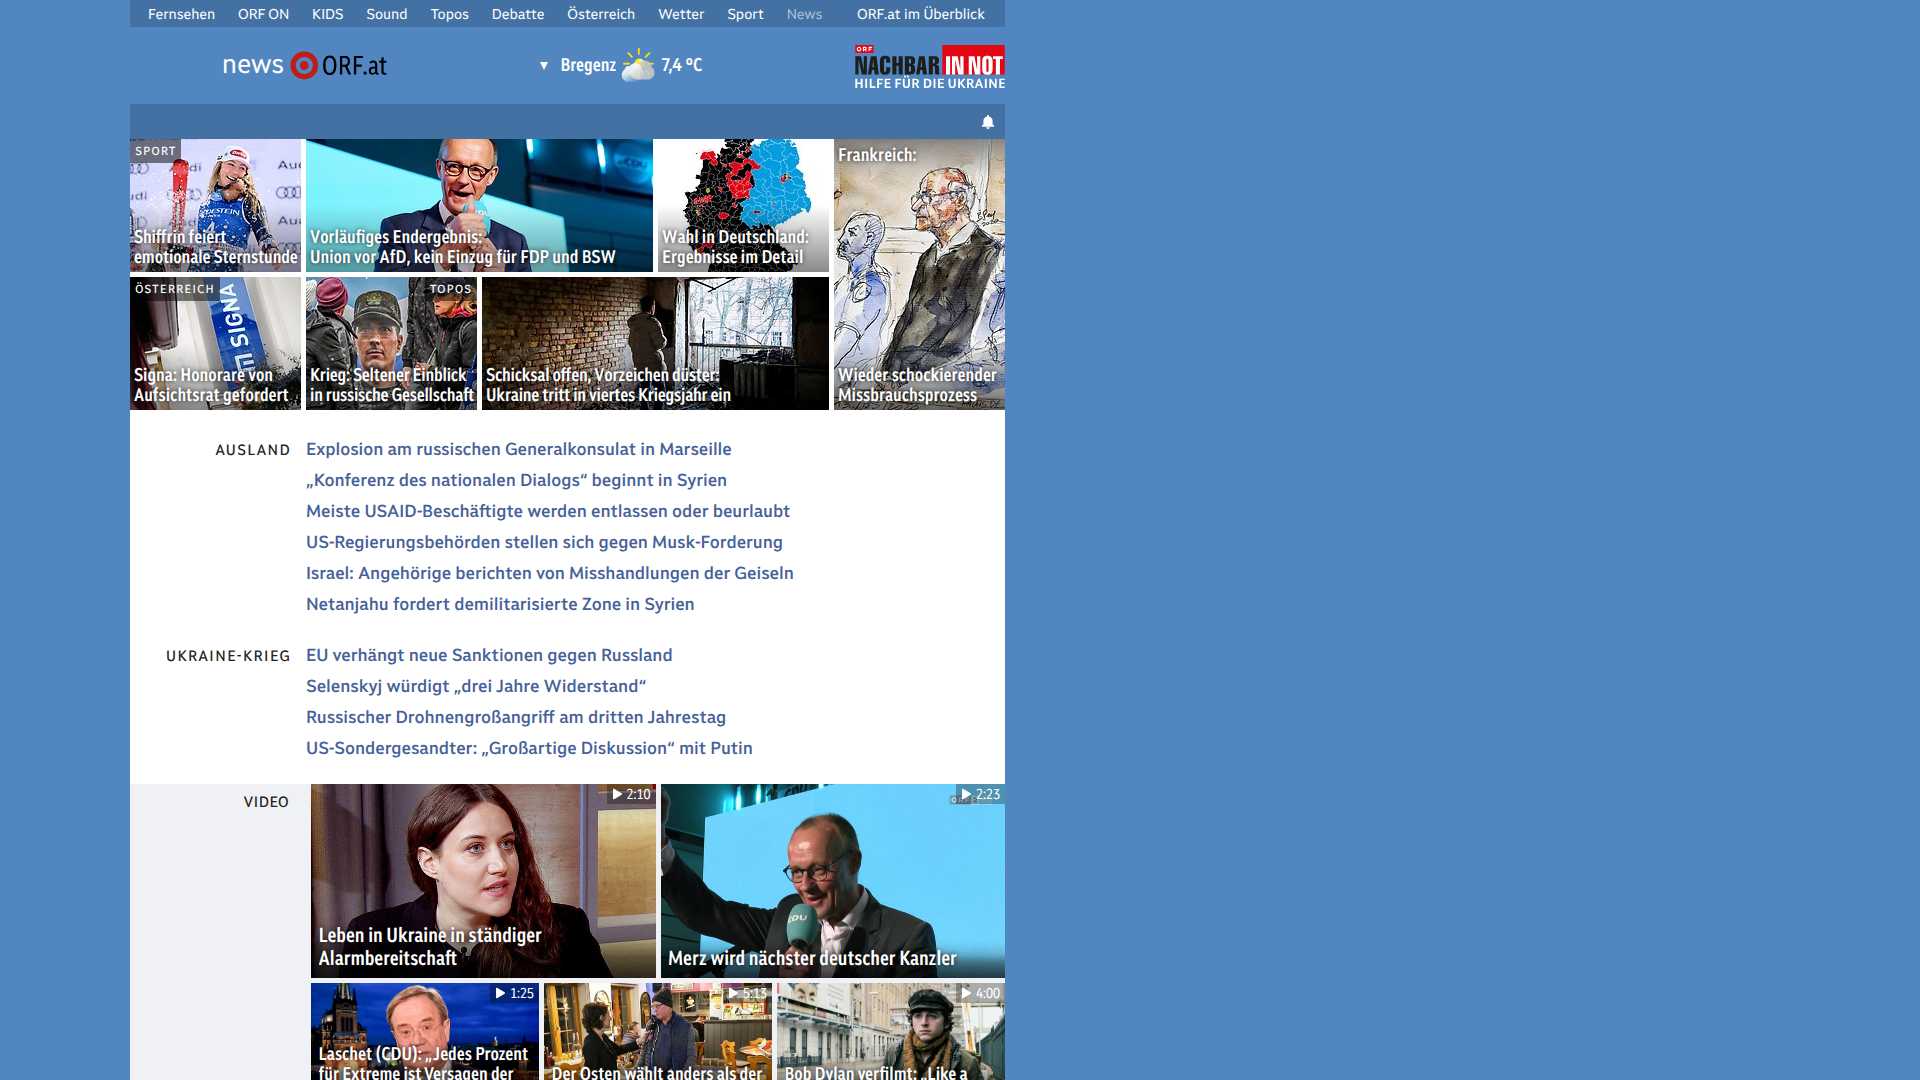 Fernsehen ORF ON KIDS Sound Topos Debatte Österreich Wetter Sport News ORF.at im Überblick
news ORF.at
▼ Bregenz 7,4 °C
ORF
NACHBAR IN NOT
HILFE FÜR DIE UKRAINE
SPORT
Shiffrin feiert
emotionale Sternstunde
Vorläufiges Endergebnis:
Union vor AfD, kein Einzug für FDP und BSW
Wahl in Deutschland:
Ergebnisse im Detail
Frankreich:
Wieder schockierender
Missbrauchsprozess
ÖSTERREICH
SIGNA
Signa: Honorare von
Aufsichtsrat gefordert
TOPOS
Krieg: Seltener Einblick
in russische Gesellschaft
Schicksal offen, Vorzeichen düster:
Ukraine tritt in viertes Kriegsjahr ein
AUSLAND
Explosion am russischen Generalkonsulat in Marseille
„Konferenz des nationalen Dialogs“ beginnt in Syrien
Meiste USAID-Beschäftigte werden entlassen oder beurlaubt
US-Regierungsbehörden stellen sich gegen Musk-Forderung
Israel: Angehörige berichten von Misshandlungen der Geiseln
Netanjahu fordert demilitarisierte Zone in Syrien
UKRAINE-KRIEG
EU verhängt neue Sanktionen gegen Russland
Selenskyj würdigt „drei Jahre Widerstand“
Russischer Drohnengroßangriff am dritten Jahrestag
US-Sondergesandter: „Großartige Diskussion“ mit Putin
VIDEO
2:10
Leben in Ukraine in ständiger
Alarmbereitschaft
2:23
CDU
Merz wird nächster deutscher Kanzler
1:25
Laschet (CDU): „Jedes Prozent
für Extreme ist Versagen der
5:13
Der Osten wählt anders als der
4:00
Bob Dylan verfilmt: „Like a